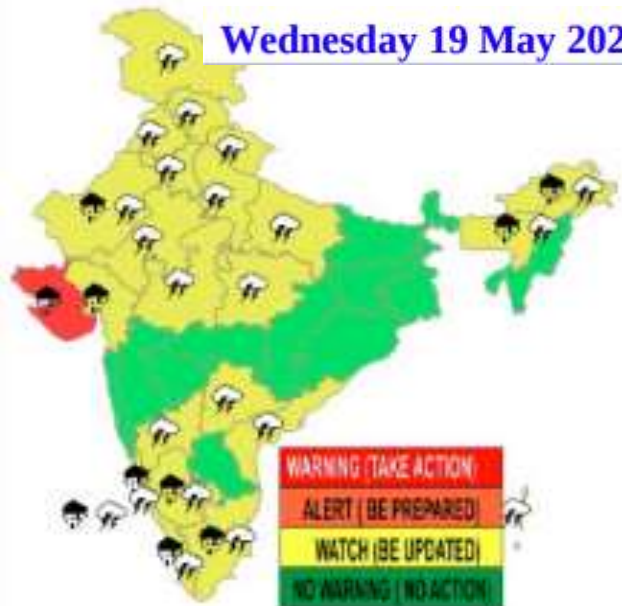 Wednesday 19 May 202
WARNING (TAKE ACTION)
ALERT ( BE PREPARED)
WATCH (BE UPDATED)
NO WARNING ( NO ACTION)